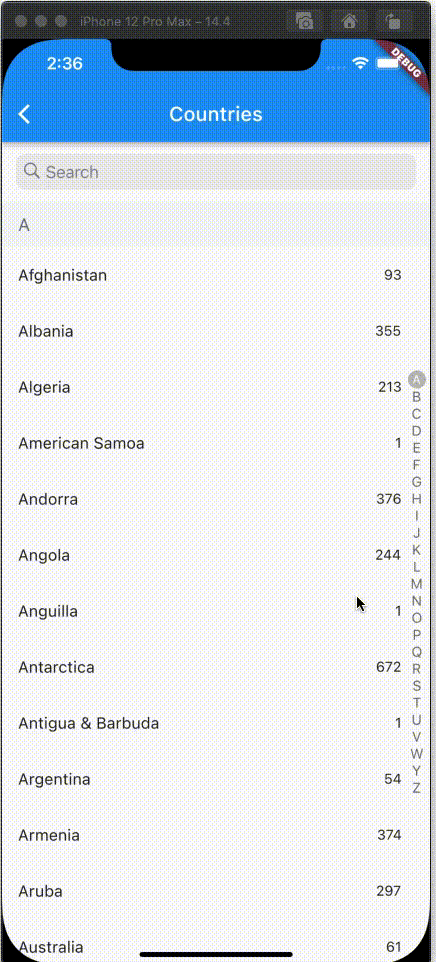 iPhone 12 Pro Max – 14.4
2:36
DEBUG
Countries
Search
A
Afghanistan 93
Albania 355
Algeria 213
American Samoa 1
Andorra 376
Angola 244
Anguilla 1
Antarctica 672
Antigua & Barbuda 1
Argentina 54
Armenia 374
Aruba 297
Australia 61
A
B
C
D
E
F
G
H
I
J
K
L
M
N
O
P
Q
R
S
T
U
V
W
Y
Z